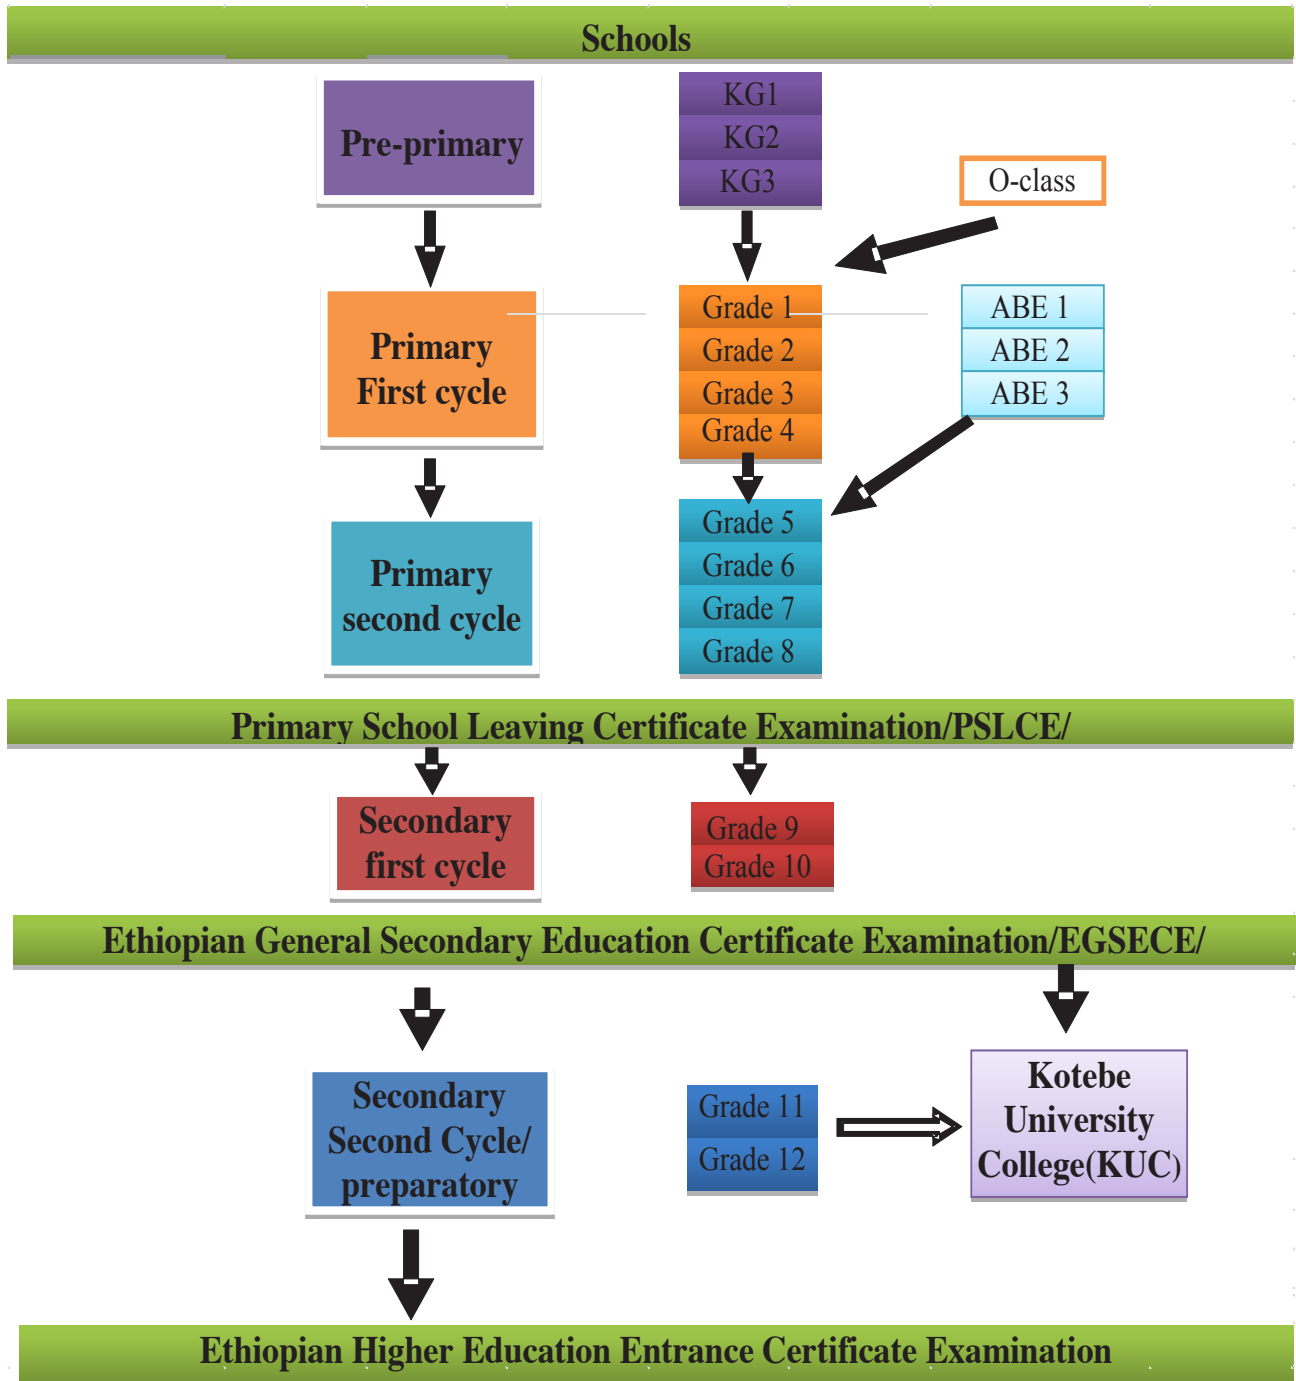 Schools
Pre-primary
KG1
KG2
KG3
O-class
Primary
First cycle
Grade 1
Grade 2
Grade 3
Grade 4
ABE 1
ABE 2
ABE 3
Primary
second cycle
Grade 5
Grade 6
Grade 7
Grade 8
Primary School Leaving Certificate Examination/PSLCE/
Secondary
first cycle
Grade 9
Grade 10
Ethiopian General Secondary Education Certificate Examination/EGSECE/
Secondary
Second Cycle/
preparatory
Grade 11
Grade 12
Kotebe
University
College(KUC)
Ethiopian Higher Education Entrance Certificate Examination